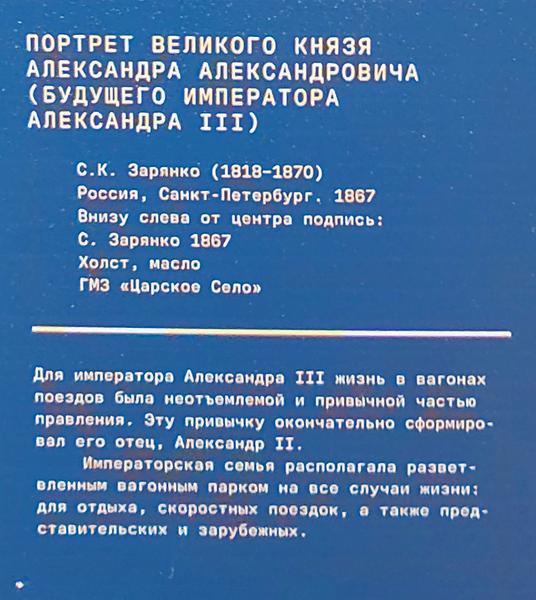 ПОРТРЕТ ВЕЛИКОГО КНЯЗЯ
АЛЕКСАНДРА АЛЕКСАНДРОВИЧА
(БУДУЩЕГО ИМПЕРАТОРА
АЛЕКСАНДРА III)
С.К. Зарянко (1818–1870)
Россия, Санкт-Петербург. 1867
Внизу слева от центра подпись:
С. Зарянко 1867
Холст, масло
ГМЗ «Царское Село»
Для императора Александра III жизнь в вагонах
поездов была неотъемлемой и привычной частью
правления. Эту привычку окончательно сформиро-
вал его отец, Александр II.
Императорская семья располагала развет-
вленным вагонным парком на все случаи жизни:
для отдыха, скоростных поездок, а также пред-
ставительских и зарубежных.